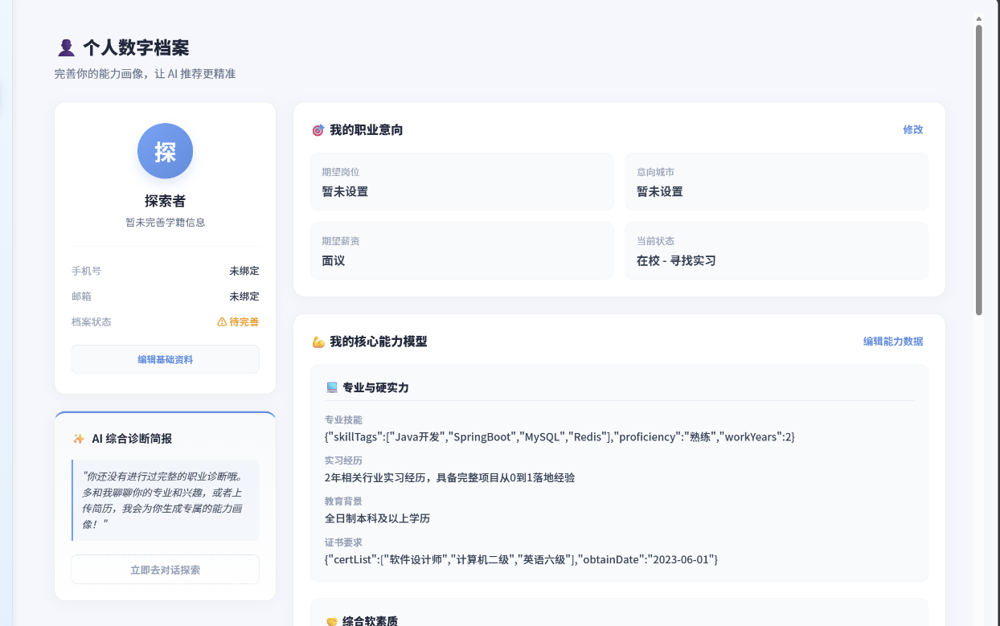 个人数字档案
完善你的能力画像，让 AI 推荐更精准
探
探索者
暂未完善学籍信息
手机号 未绑定
邮箱 未绑定
档案状态 待完善
编辑基础资料
AI 综合诊断简报
"你还没有进行过完整的职业诊断哦。
多和我聊聊你的专业和兴趣，或者上
传简历，我会为你生成专属的能力画
像！"
立即去对话探索
我的职业意向 修改
期望岗位
暂未设置
意向城市
暂未设置
期望薪资
面议
当前状态
在校 - 寻找实习
我的核心能力模型 编辑能力数据
专业与硬实力
专业技能
{"skillTags":["Java开发","SpringBoot","MySQL","Redis"],"proficiency":"熟练","workYears":2}
实习经历
2年相关行业实习经历，具备完整项目从0到1落地经验
教育背景
全日制本科及以上学历
证书要求
{"certList":["软件设计师","计算机二级","英语六级"],"obtainDate":"2023-06-01"}
综合软素质